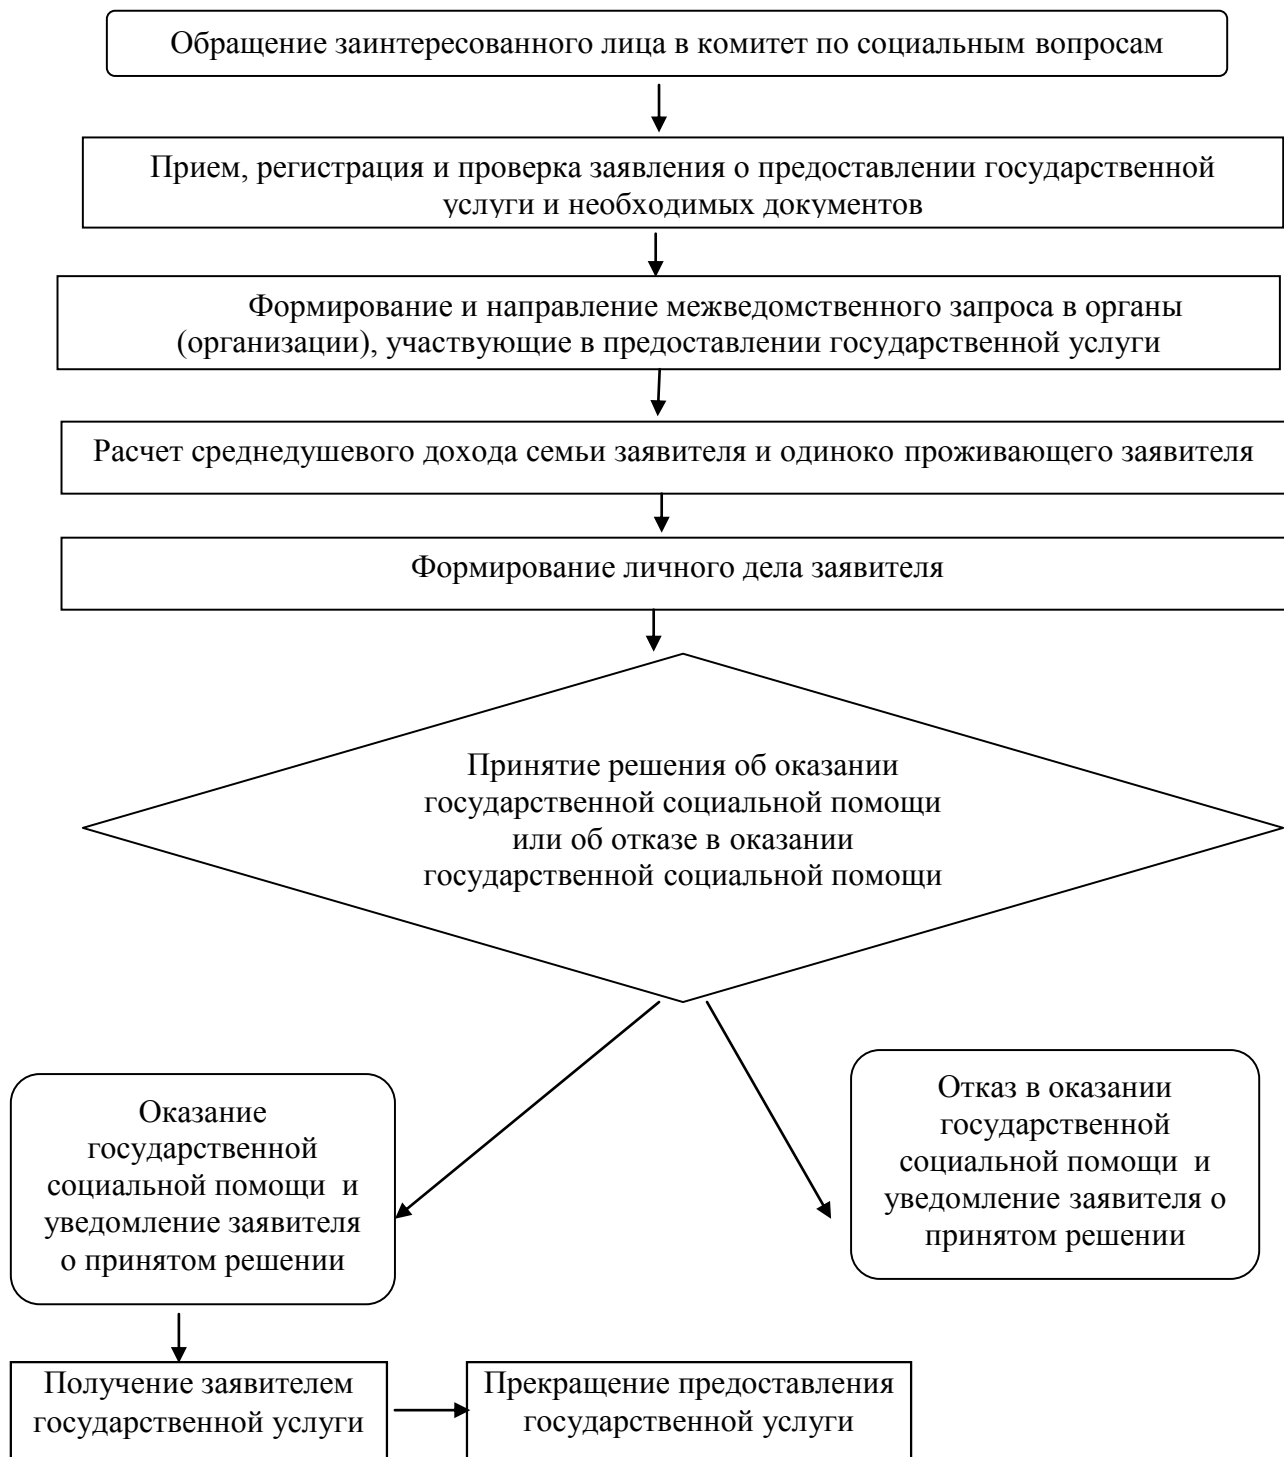 Обращение заинтересованного лица в комитет по социальным вопросам
Прием, регистрация и проверка заявления о предоставлении государственной
услуги и необходимых документов
Формирование и направление межведомственного запроса в органы
(организации), участвующие в предоставлении государственной услуги
Расчет среднедушевого дохода семьи заявителя и одиноко проживающего заявителя
Формирование личного дела заявителя
Принятие решения об оказании
государственной социальной помощи
или об отказе в оказании
государственной социальной помощи
Оказание
государственной
социальной помощи и
уведомление заявителя
о принятом решении
Отказ в оказании
государственной
социальной помощи и
уведомление заявителя о
принятом решении
Получение заявителем
государственной услуги
Прекращение предоставления
государственной услуги